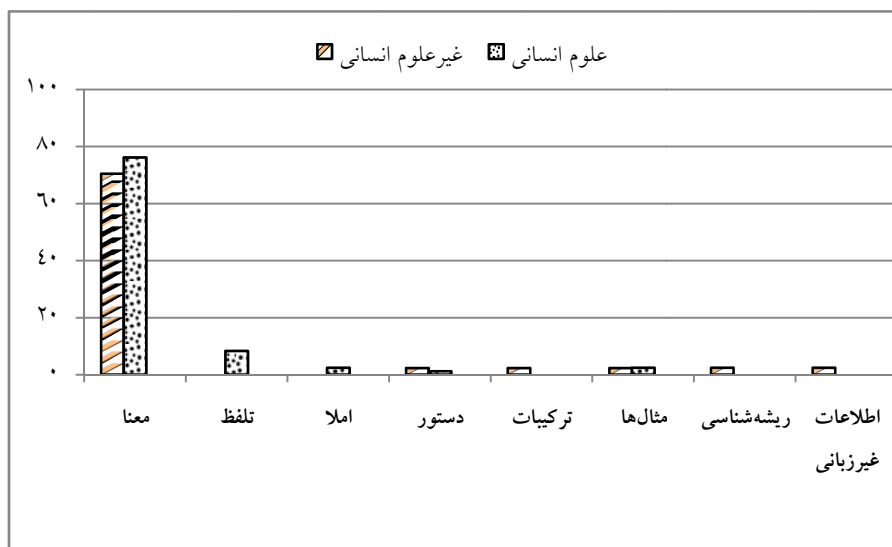 علوم انسانی غیرعلوم انسانی
۱۰۰
۸۰
۶۰
٤۰
۲۰
۰
معنا تلفظ املا دستور ترکیبات مثال‌ها ریشه‌شناسی اطلاعات
غیرزبانی